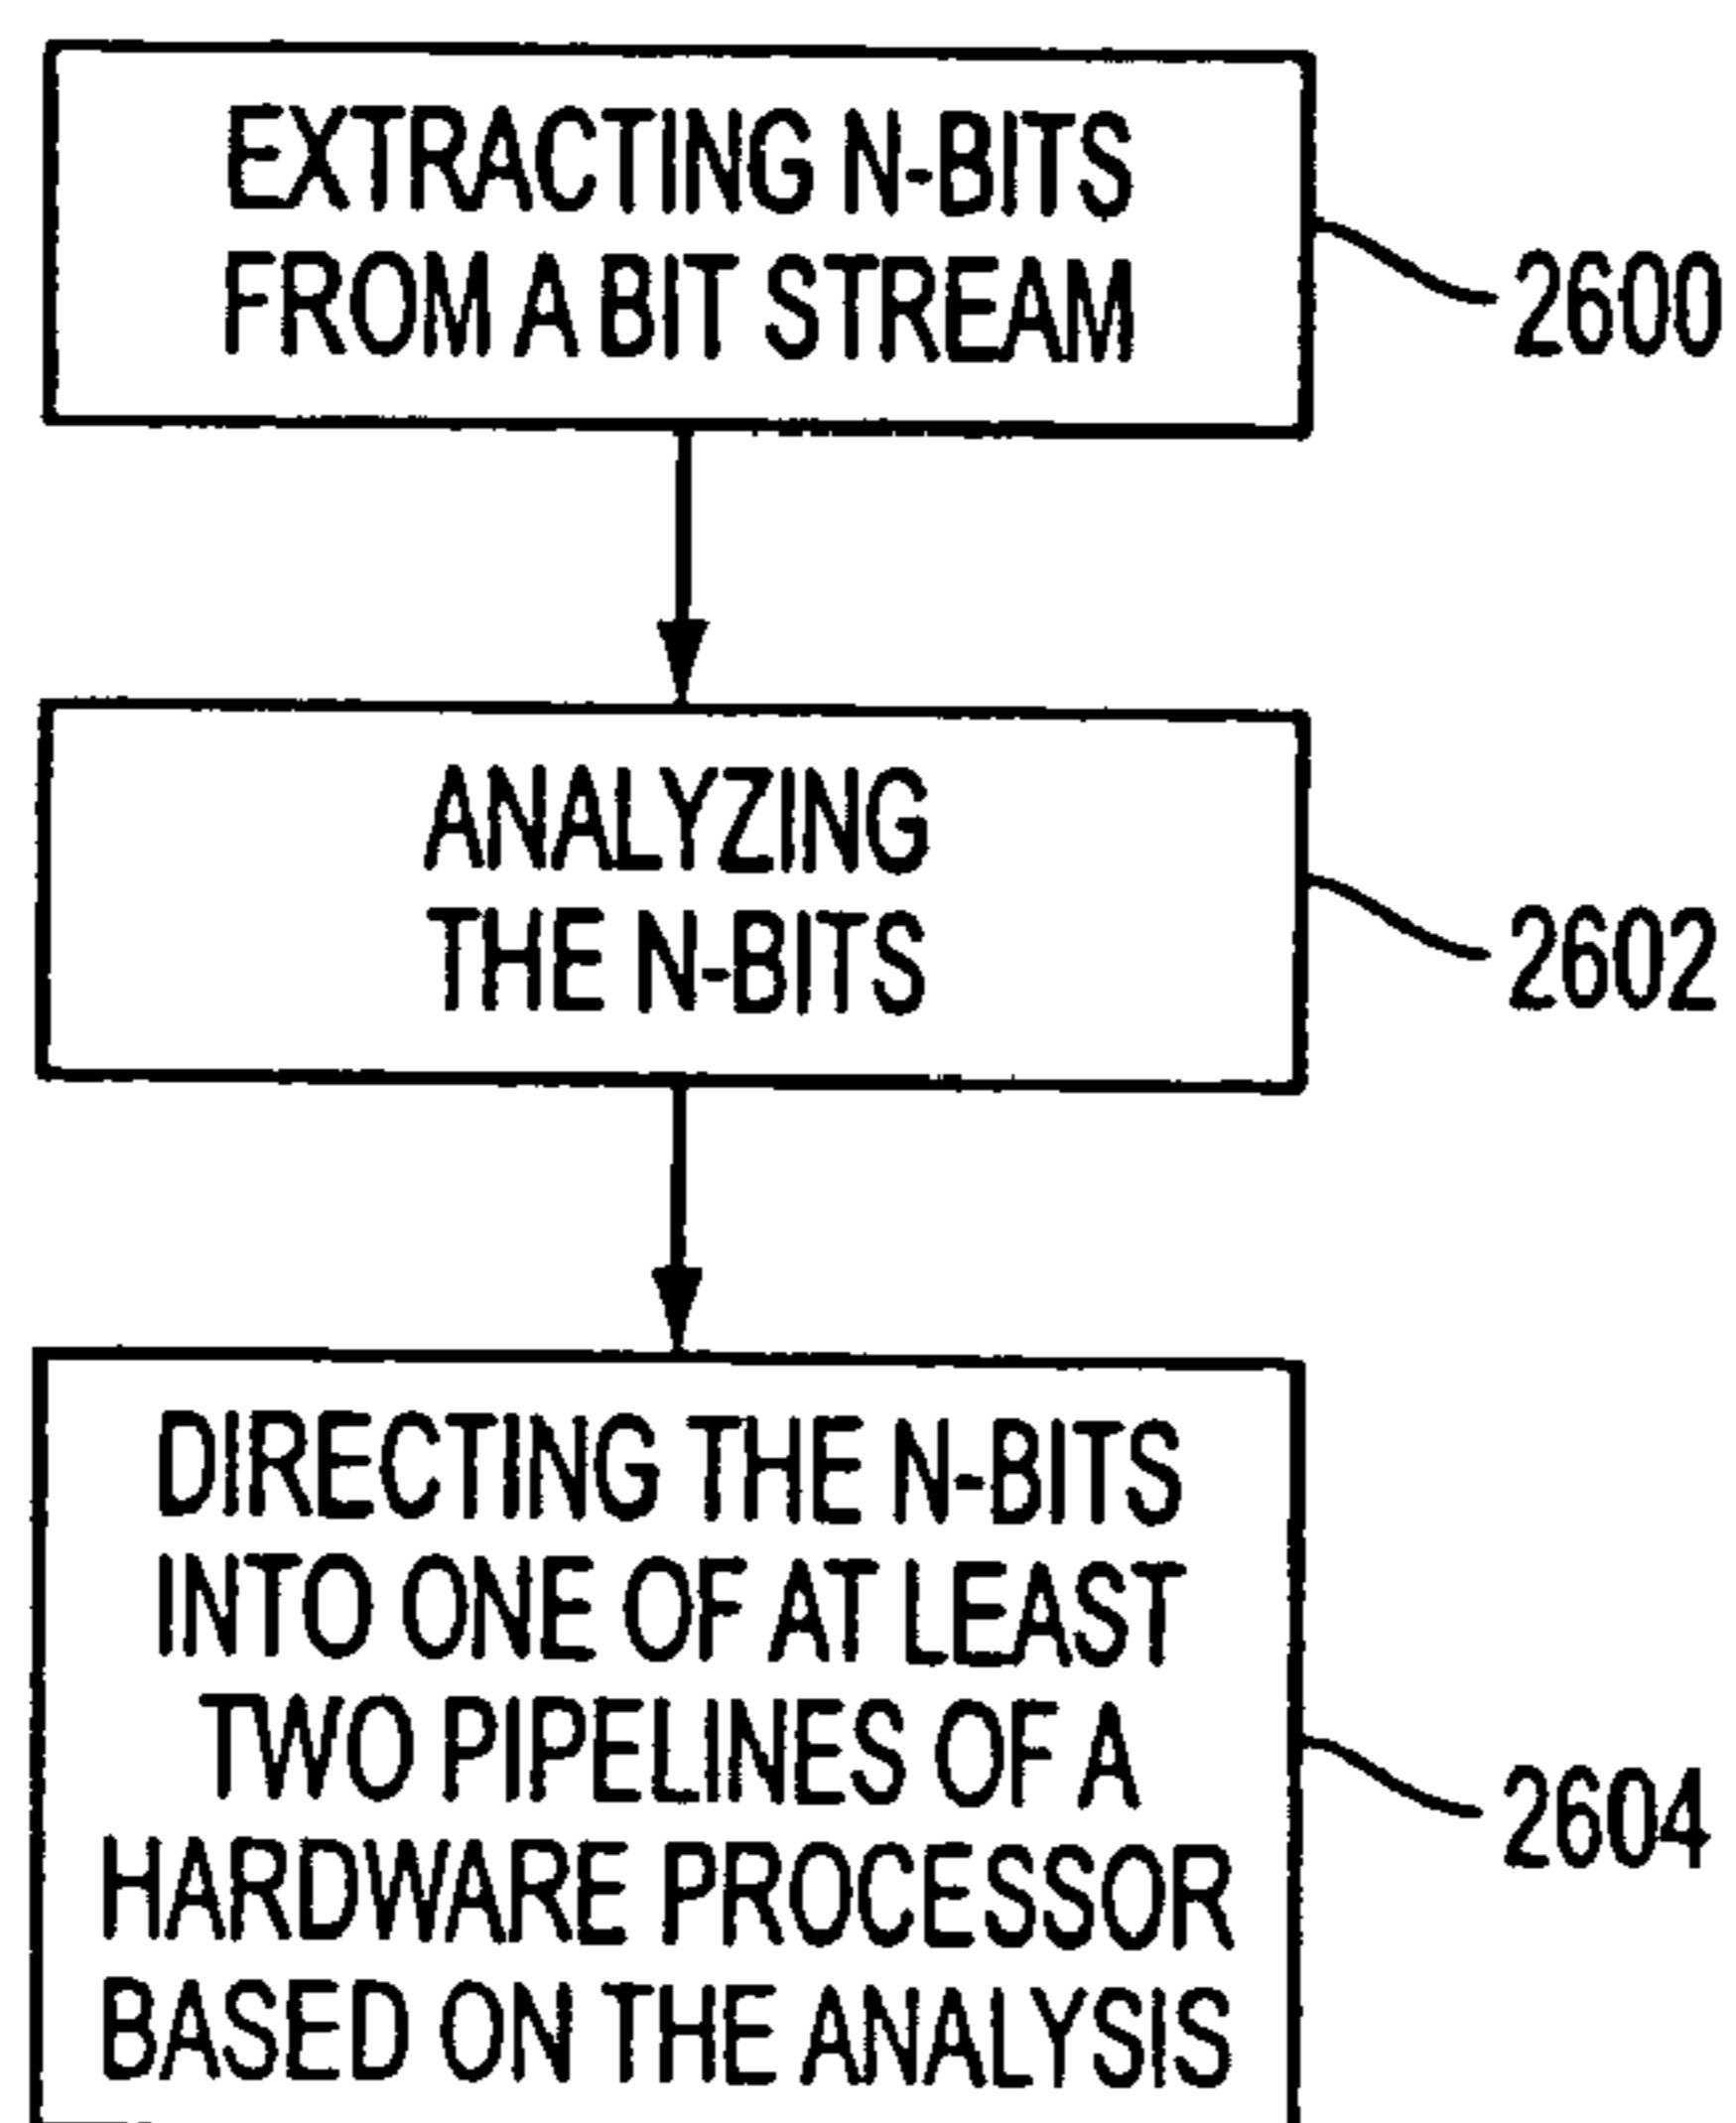 EXTRACTING N-BITS
FROM A BIT STREAM
2600
ANALYZING
THE N-BITS
2602
DIRECTING THE N-BITS
INTO ONE OF AT LEAST
TWO PIPELINES OF A
HARDWARE PROCESSOR
BASED ON THE ANALYSIS
2604